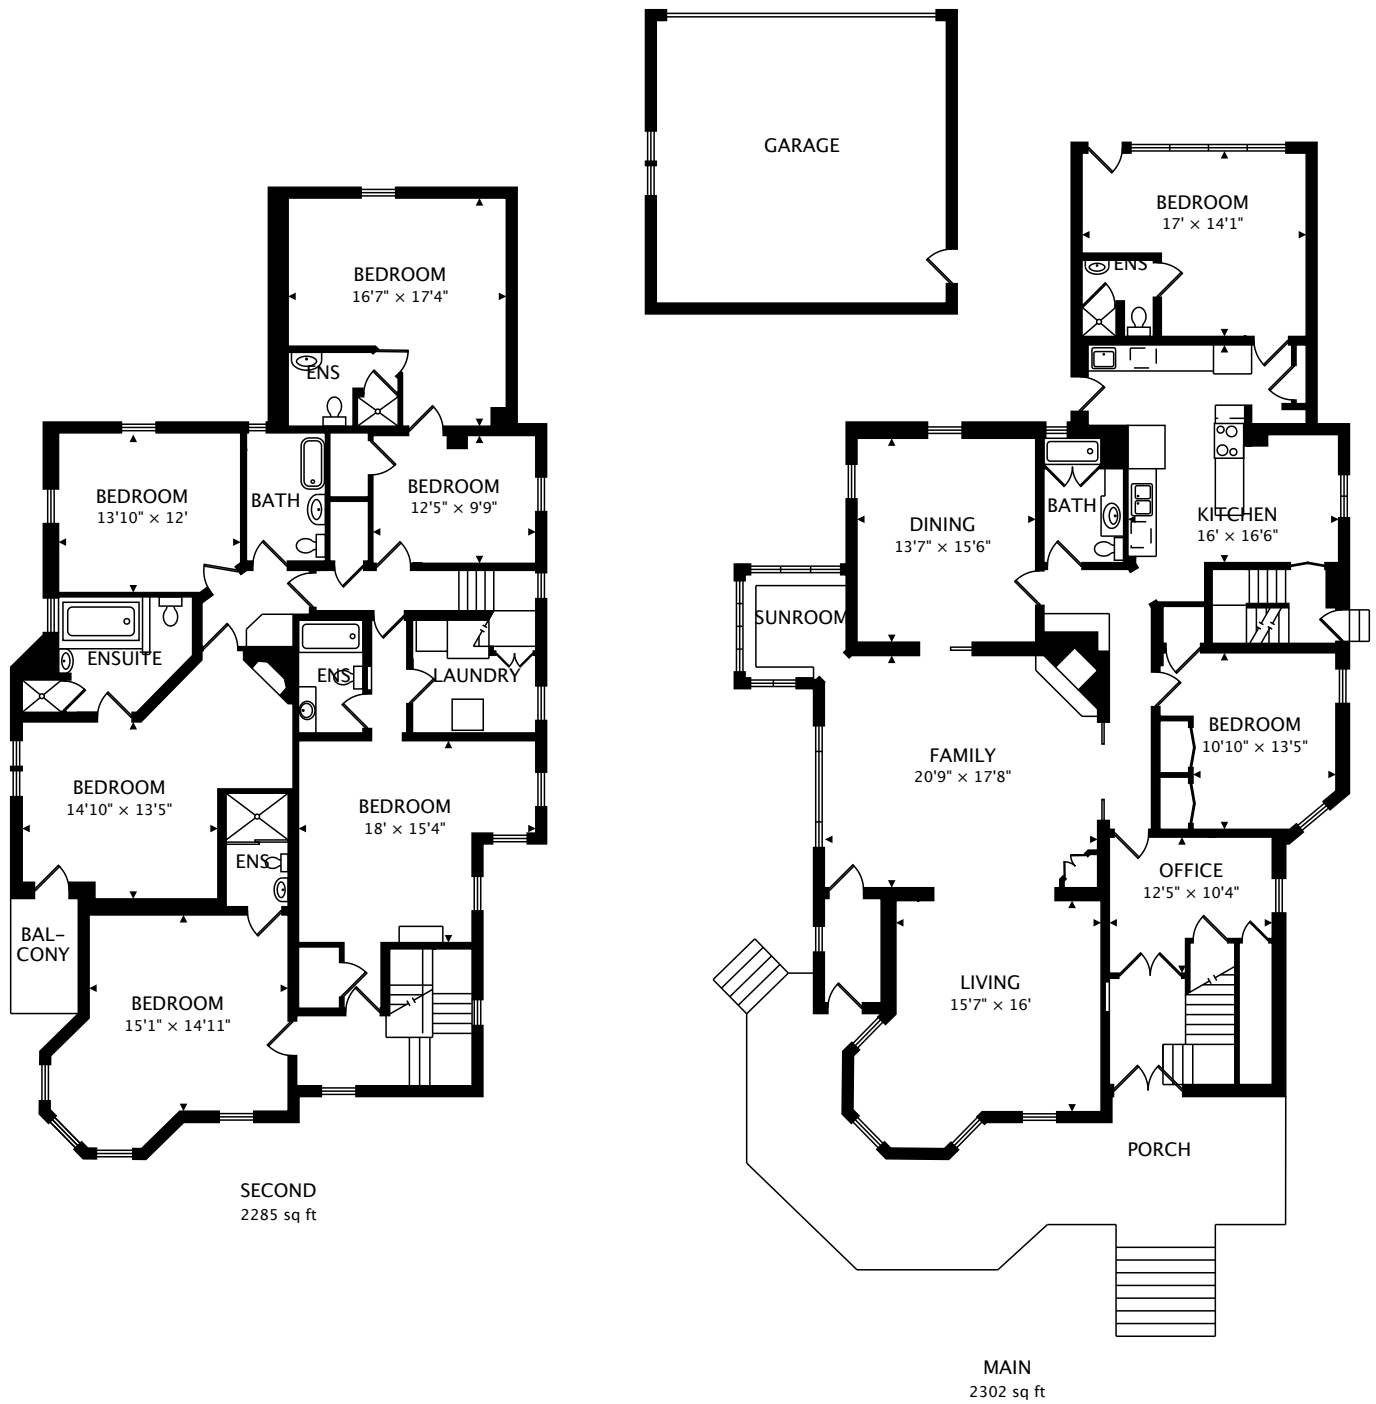 GARAGE
BEDROOM
17' × 14'1"
ENS
BEDROOM
16'7" × 17'4"
ENS
BEDROOM
13'10" × 12'
BATH
BEDROOM
12'5" × 9'9"
ENSUITE
ENS
LAUNDRY
BEDROOM
14'10" × 13'5"
BEDROOM
18' × 15'4"
ENS
BAL-
CONY
BEDROOM
15'1" × 14'11"
SECOND
2285 sq ft
DINING
13'7" × 15'6"
BATH
KITCHEN
16' × 16'6"
SUNROOM
FAMILY
20'9" × 17'8"
BEDROOM
10'10" × 13'5"
OFFICE
12'5" × 10'4"
LIVING
15'7" × 16'
PORCH
MAIN
2302 sq ft